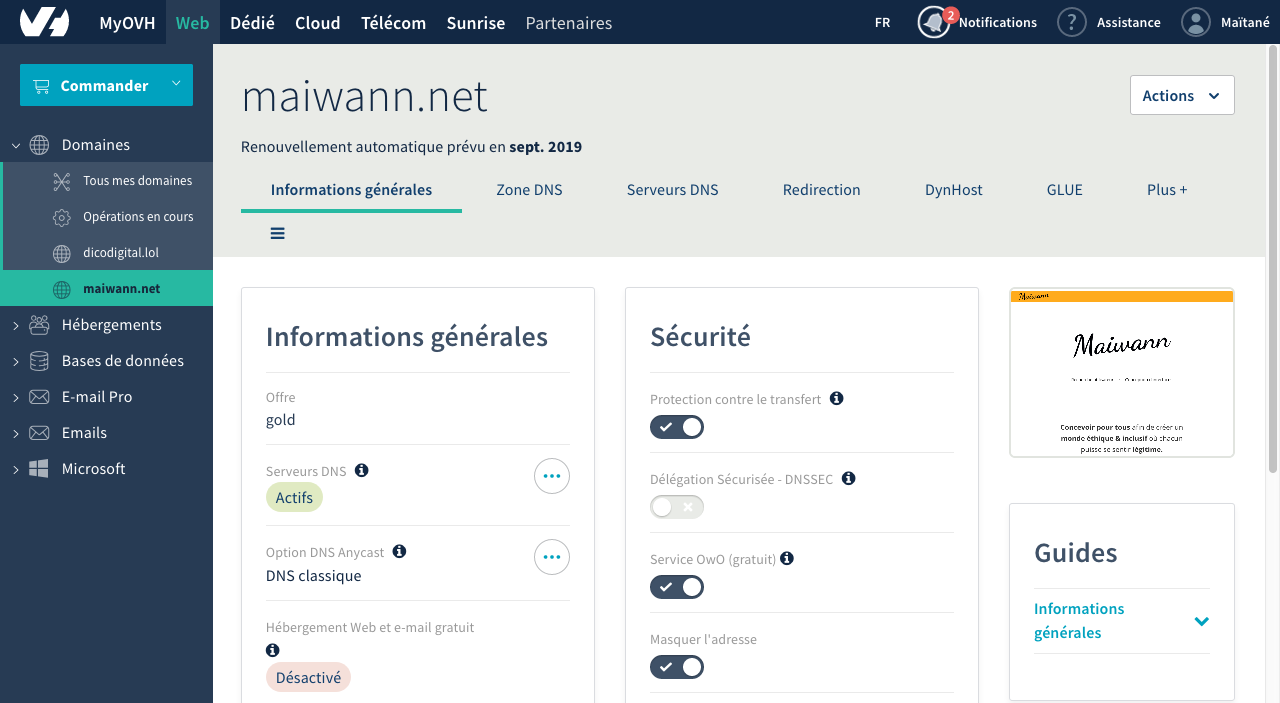 MyOVH Web Dédié Cloud Télécom Sunrise Partenaires FR 2 Notifications ? Assistance Maïtané
Commander
Domaines
Tous mes domaines
Opérations en cours
dicodigital.lol
maiwann.net
Hébergements
Bases de données
E-mail Pro
Emails
Microsoft
maiwann.net
Actions
Renouvellement automatique prévu en sept. 2019
Informations générales Zone DNS Serveurs DNS Redirection DynHost GLUE Plus +
Informations générales
Offre
gold
Serveurs DNS
Actifs
Option DNS Anycast
DNS classique
Hébergement Web et e-mail gratuit
Désactivé
Sécurité
Protection contre le transfert
Délégation Sécurisée - DNSSEC
Service OwO (gratuit)
Masquer l'adresse
Maiwann
Maiwann
Concevoir pour tous afin de créer un
monde éthique & inclusif où chacun
puisse se sentir légitime.
Guides
Informations
générales